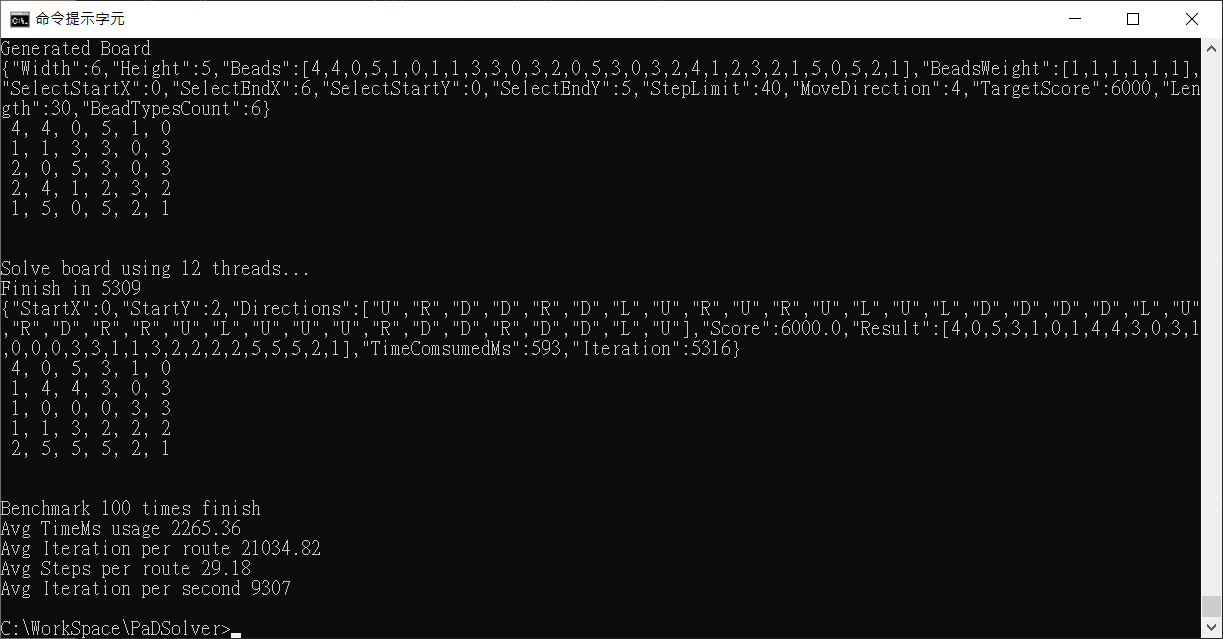 命令提示字元
Generated Board
{"Width":6,"Height":5,"Beads":[4,4,0,5,1,0,1,1,3,3,0,3,2,0,5,3,0,3,2,4,1,2,3,2,1,5,0,5,2,1],"BeadsWeight":[1,1,1,1,1,1],
"SelectStartX":0,"SelectEndX":6,"SelectStartY":0,"SelectEndY":5,"StepLimit":40,"MoveDirection":4,"TargetScore":6000,"Len
gth":30,"BeadTypesCount":6}
4, 4, 0, 5, 1, 0
1, 1, 3, 3, 0, 3
2, 0, 5, 3, 0, 3
2, 4, 1, 2, 3, 2
1, 5, 0, 5, 2, 1
Solve board using 12 threads...
Finish in 5309
{"StartX":0,"StartY":2,"Directions":["U","R","D","D","R","D","L","U","R","U","R","U","L","U","L","D","D","D","D","L","U"
,"R","D","R","R","U","L","U","U","U","R","D","D","R","D","D","L","U"],"Score":6000.0,"Result":[4,0,5,3,1,0,1,4,4,3,0,3,1
,0,0,0,3,3,1,1,3,2,2,2,2,5,5,5,2,1],"TimeComsumedMs":593,"Iteration":5316}
4, 0, 5, 3, 1, 0
1, 4, 4, 3, 0, 3
1, 0, 0, 0, 3, 3
1, 1, 3, 2, 2, 2
2, 5, 5, 5, 2, 1
Benchmark 100 times finish
Avg TimeMs usage 2265.36
Avg Iteration per route 21034.82
Avg Steps per route 29.18
Avg Iteration per second 9307
C:\WorkSpace\PaDSolver>